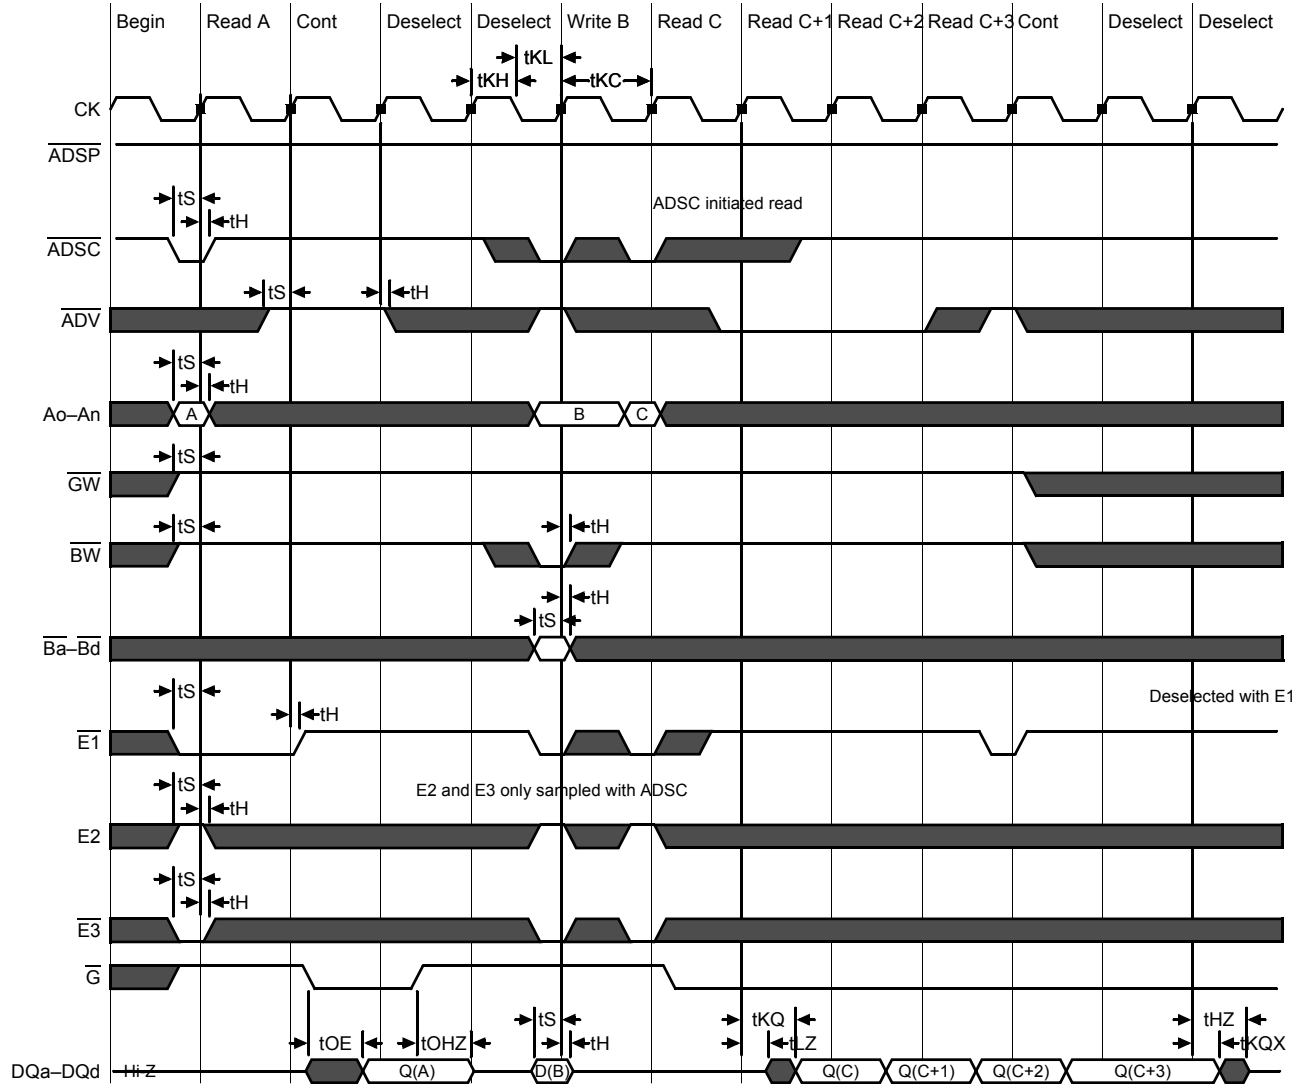 Begin Read A Cont Deselect Deselect Write B Read C Read C+1 Read C+2 Read C+3 Cont Deselect Deselect
tKL
tKH tKC
CK
ADSP
tS
ADSC initiated read
tH
ADSC
tS tH
ADV
tS
tH
Ao–An A B C
tS
GW
tS tH
BW
tH
tS
Ba–Bd
tS
Deselected with E1
tH
E1
tS
E2 and E3 only sampled with ADSC
tH
E2
tS
tH
E3
G
tS tKQ tHZ
tOE tOHZ tH tLZ tKQX
DQa–DQd Hi-Z Q(A) D(B) Q(C) Q(C+1) Q(C+2) Q(C+3)